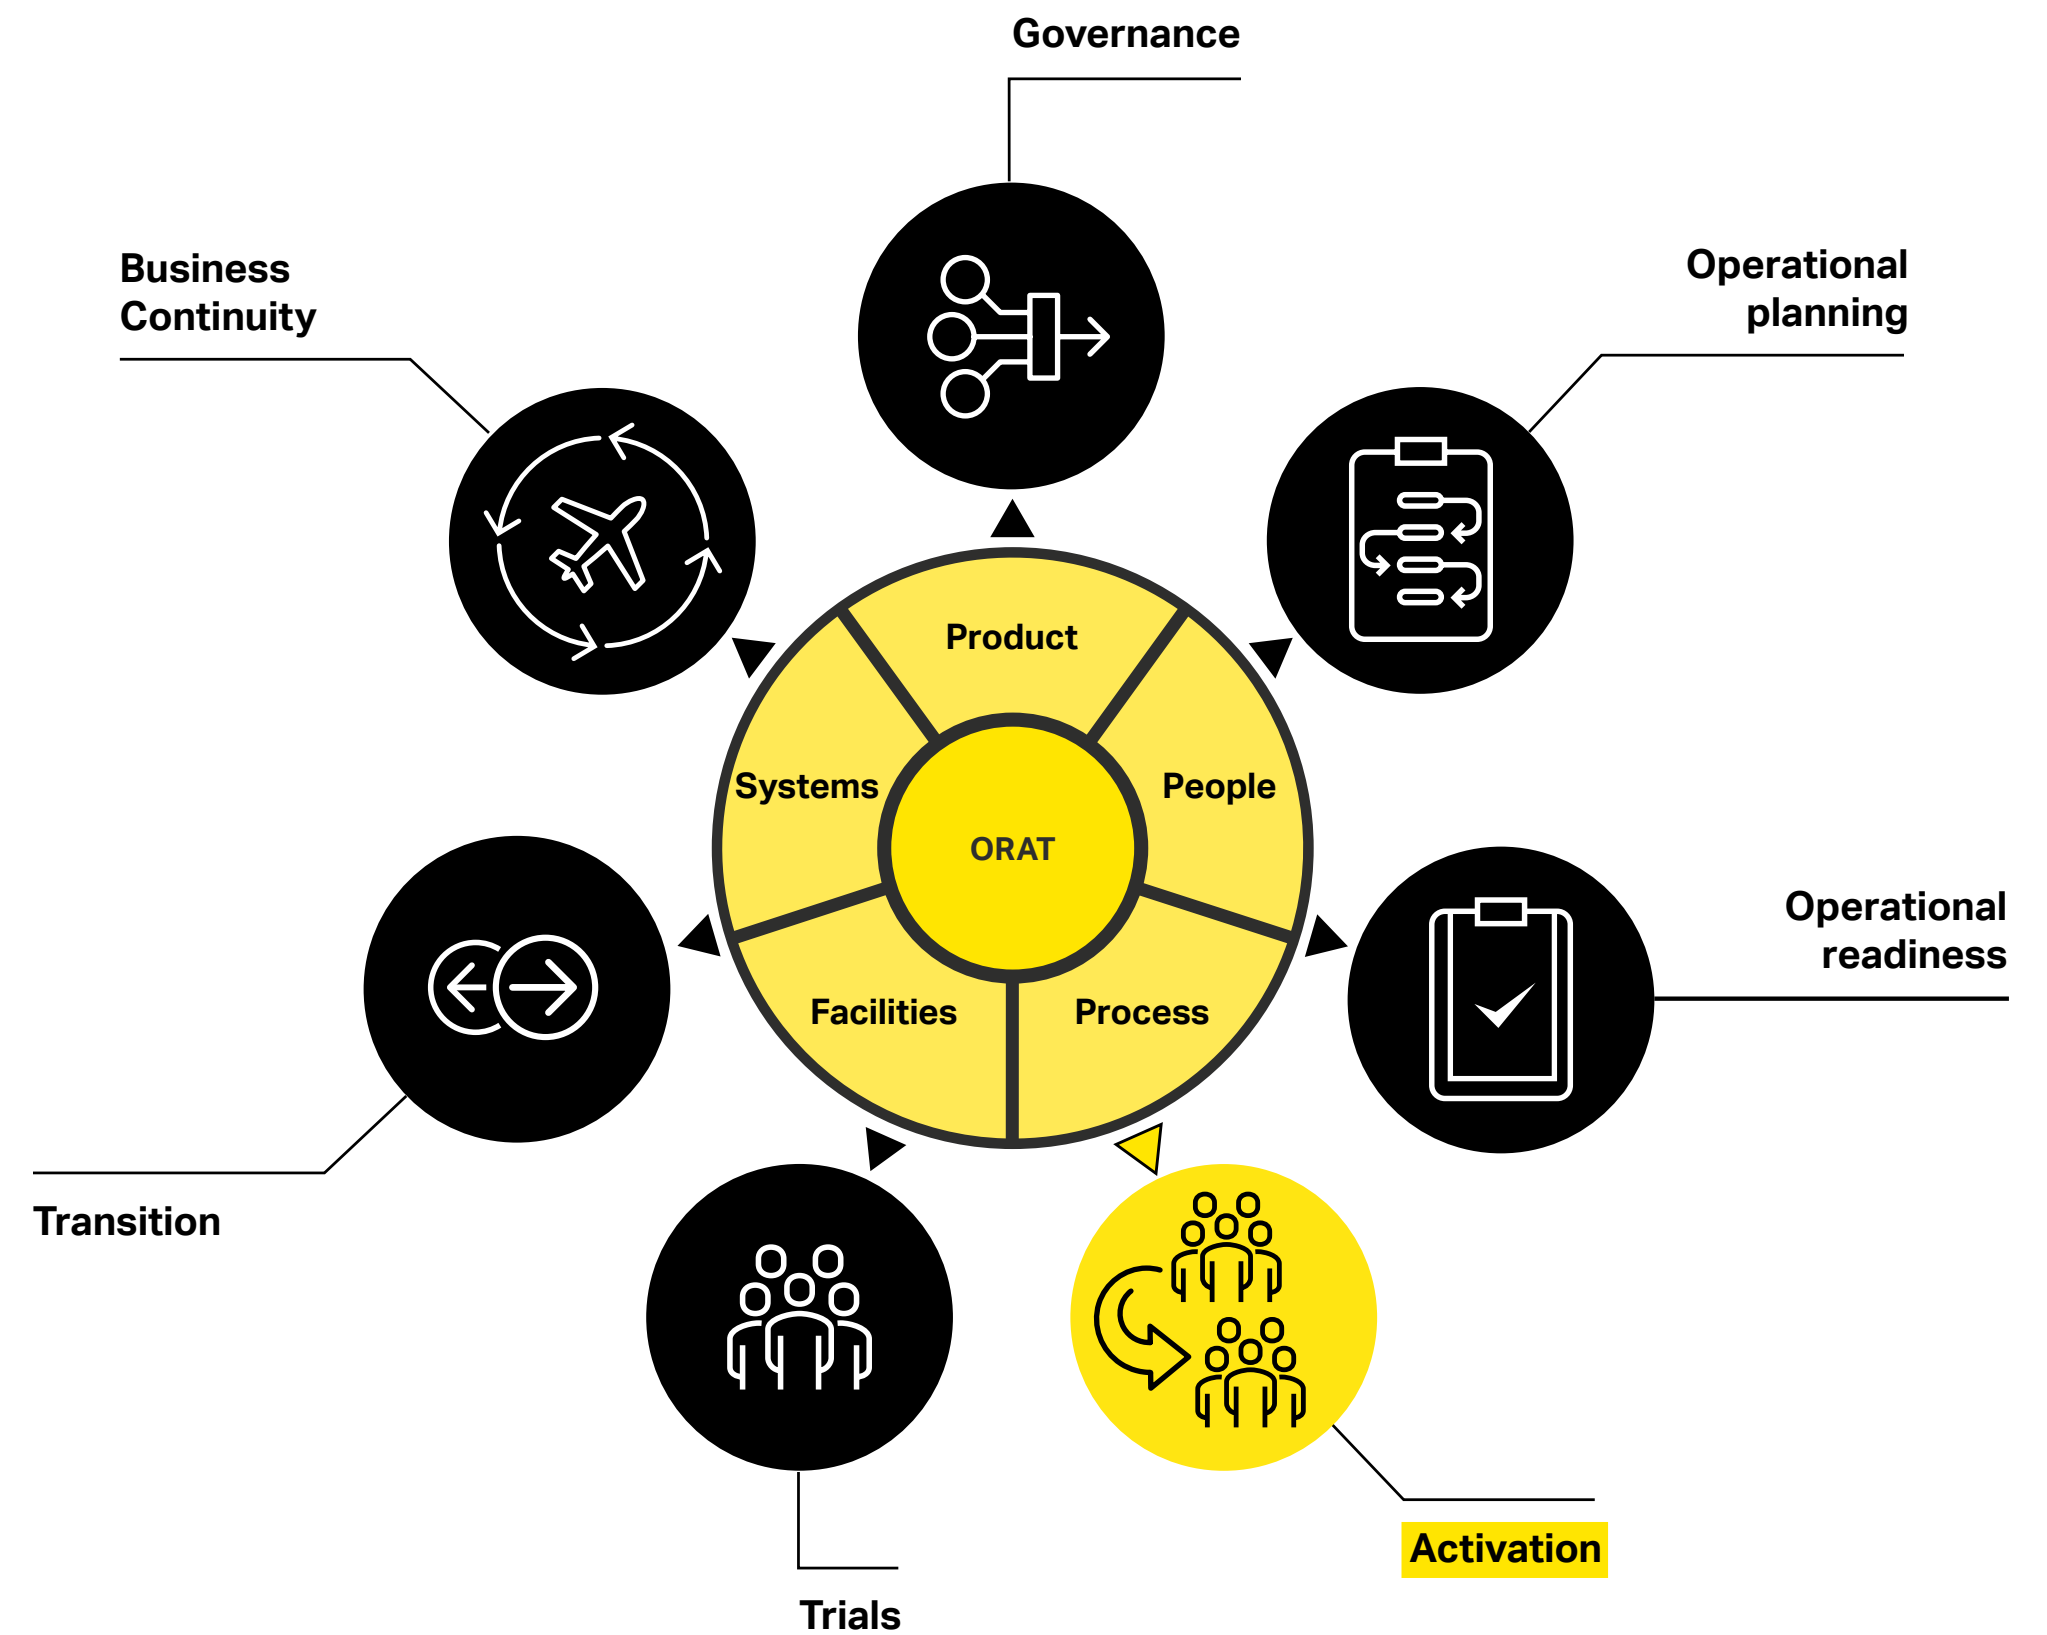 Governance
Business
Continuity
Operational
planning
Product
Systems
People
ORAT
Operational
readiness
Facilities
Process
Transition
Activation
Trials